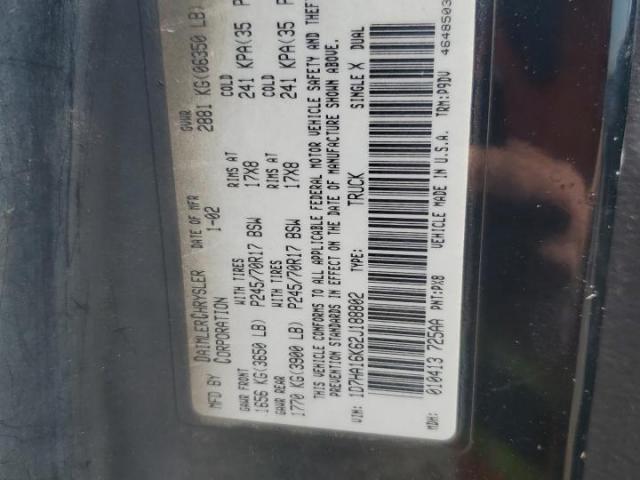 MFD BY DAIMLERCHRYSLER CORPORATION DATE OF MFR 1-02 GVWR 2881 KG(06350 LB)
GAWR FRONT WITH TIRES RIMS AT COLD
1656 KG(3650 LB) P245/70R17 BSW 17X8 241 KPA(35 P
GAWR REAR WITH TIRES RIMS AT COLD
1770 KG(3900 LB) P245/70R17 BSW 17X8 241 KPA(35 P
THIS VEHICLE CONFORMS TO ALL APPLICABLE FEDERAL MOTOR VEHICLE SAFETY AND THEF
PREVENTION STANDARDS IN EFFECT ON THE DATE OF MANUFACTURE SHOWN ABOVE.
VIN: 1D7HA16K62J188802 TYPE: TRUCK SINGLE X DUAL
MDH: 010413 725AA PNT: PX8 VEHICLE MADE IN U.S.A. TRM: P9DV 4648503